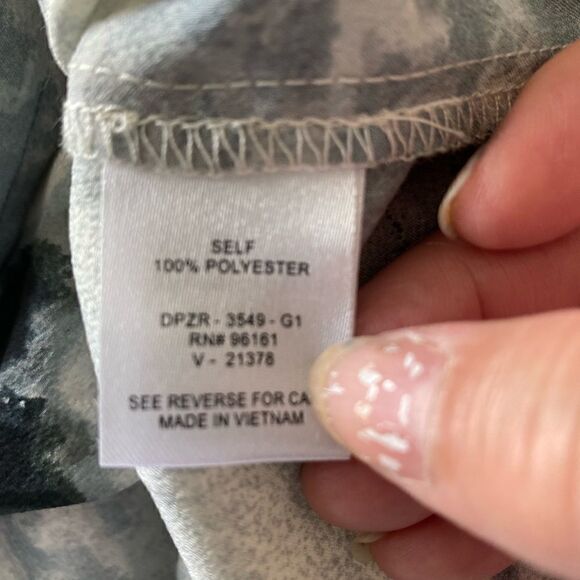 SELF
100% POLYESTER
DPZR - 3549 - G1
RN# 96161
V - 21378
SEE REVERSE FOR CA
MADE IN VIETNAM